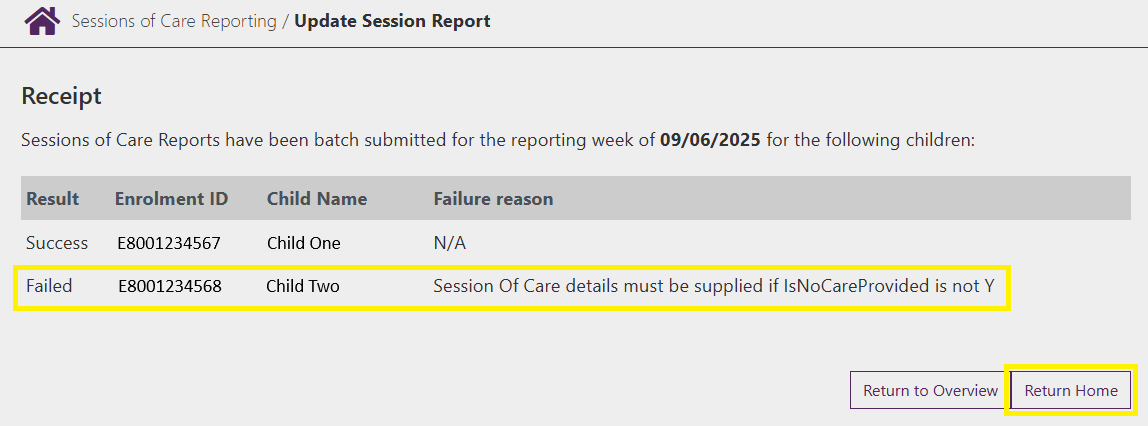 Sessions of Care Reporting / Update Session Report
Receipt
Sessions of Care Reports have been batch submitted for the reporting week of 09/06/2025 for the following children:
Result Enrolment ID Child Name Failure reason
Success E8001234567 Child One N/A
Failed E8001234568 Child Two Session Of Care details must be supplied if IsNoCareProvided is not Y
Return to Overview Return Home